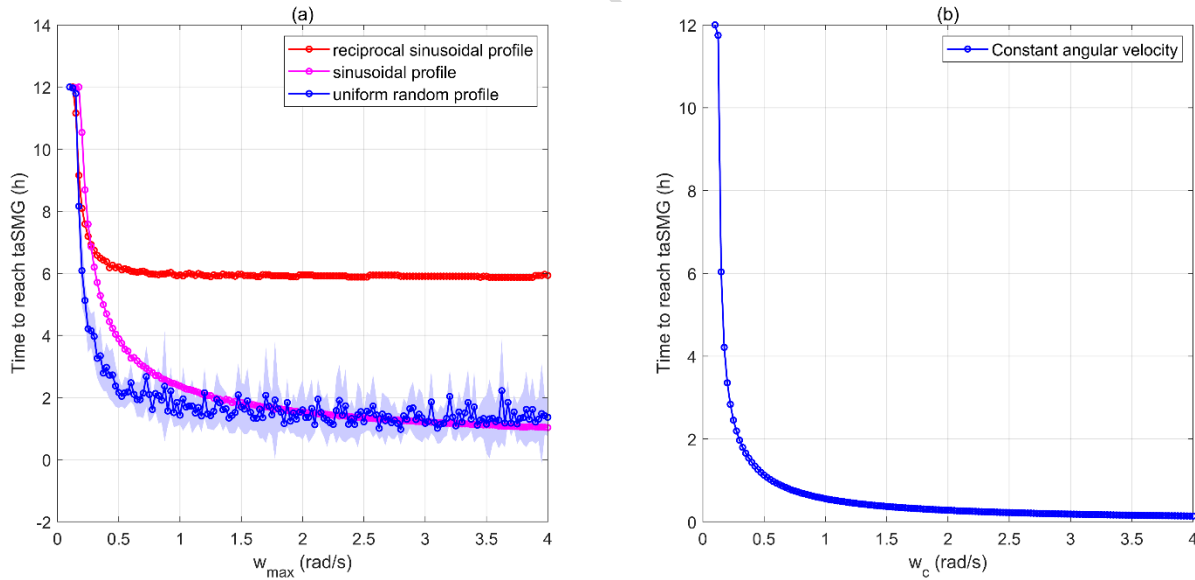 (a)
14
12
10
8
6
4
2
0
-2
Time to reach taSMG (h)
reciprocal sinusoidal profile
sinusoidal profile
uniform random profile
0 0.5 1 1.5 2 2.5 3 3.5 4
w_max (rad/s)
(b)
12
10
8
6
4
2
0
Time to reach taSMG (h)
Constant angular velocity
0 0.5 1 1.5 2 2.5 3 3.5 4
w_c (rad/s)